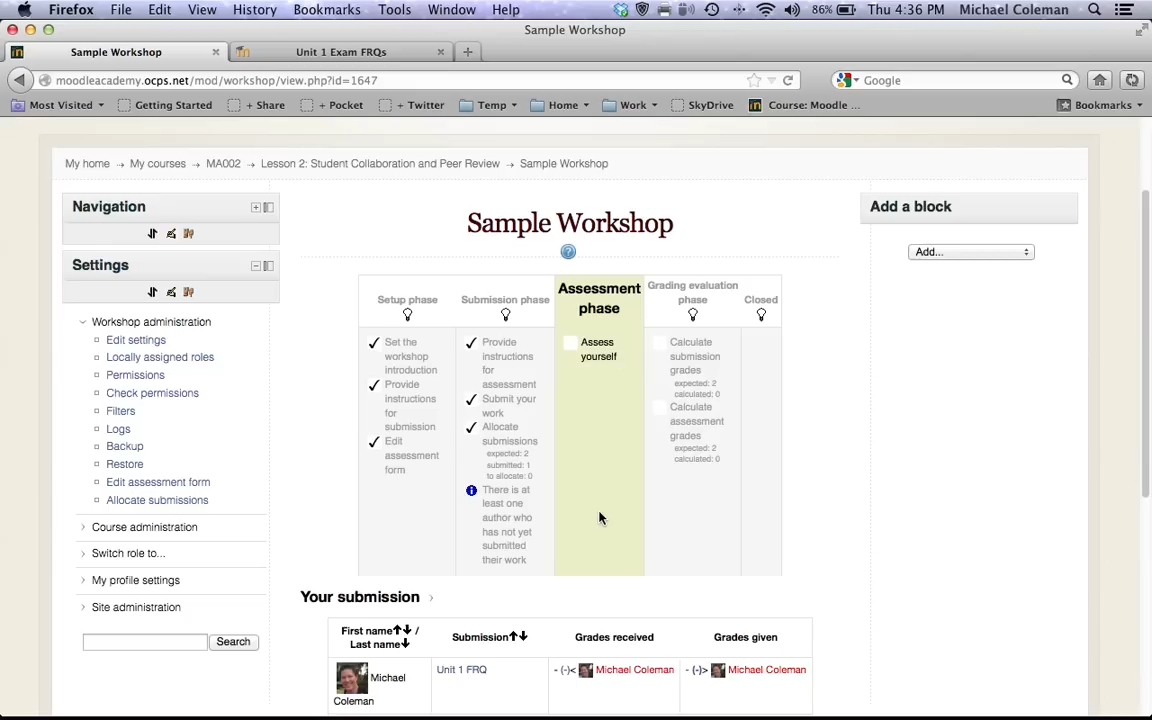 Firefox File Edit View History Bookmarks Tools Window Help 86% Thu 4:36 PM Michael Coleman
Sample Workshop
Sample Workshop Unit 1 Exam FRQs
moodleacademy.ocps.net/mod/workshop/view.php?id=1647 Google
Most Visited Getting Started + Share + Pocket + Twitter Temp Home Work SkyDrive Course: Moodle ... Bookmarks
My home → My courses → MA002 → Lesson 2: Student Collaboration and Peer Review → Sample Workshop
Navigation
Settings
Workshop administration
Edit settings
Locally assigned roles
Permissions
Check permissions
Filters
Logs
Backup
Restore
Edit assessment form
Allocate submissions
Course administration
Switch role to...
My profile settings
Site administration
Search
Sample Workshop
Setup phase
Set the
workshop
introduction
Provide
instructions
for
submission
Edit
assessment
form
Submission phase
Provide
instructions
for
assessment
Submit your
work
Allocate
submissions
expected: 2
submitted: 1
to allocate: 0
There is at
least one
author who
has not yet
submitted
their work
Assessment
phase
Assess
yourself
Grading evaluation
phase
Calculate
submission
grades
expected: 2
calculated: 0
Calculate
assessment
grades
expected: 2
calculated: 0
Closed
Your submission
First name / Last name Submission Grades received Grades given
Michael
Coleman
Unit 1 FRQ
- (-)< Michael Coleman
- (-)> Michael Coleman
Add a block
Add...